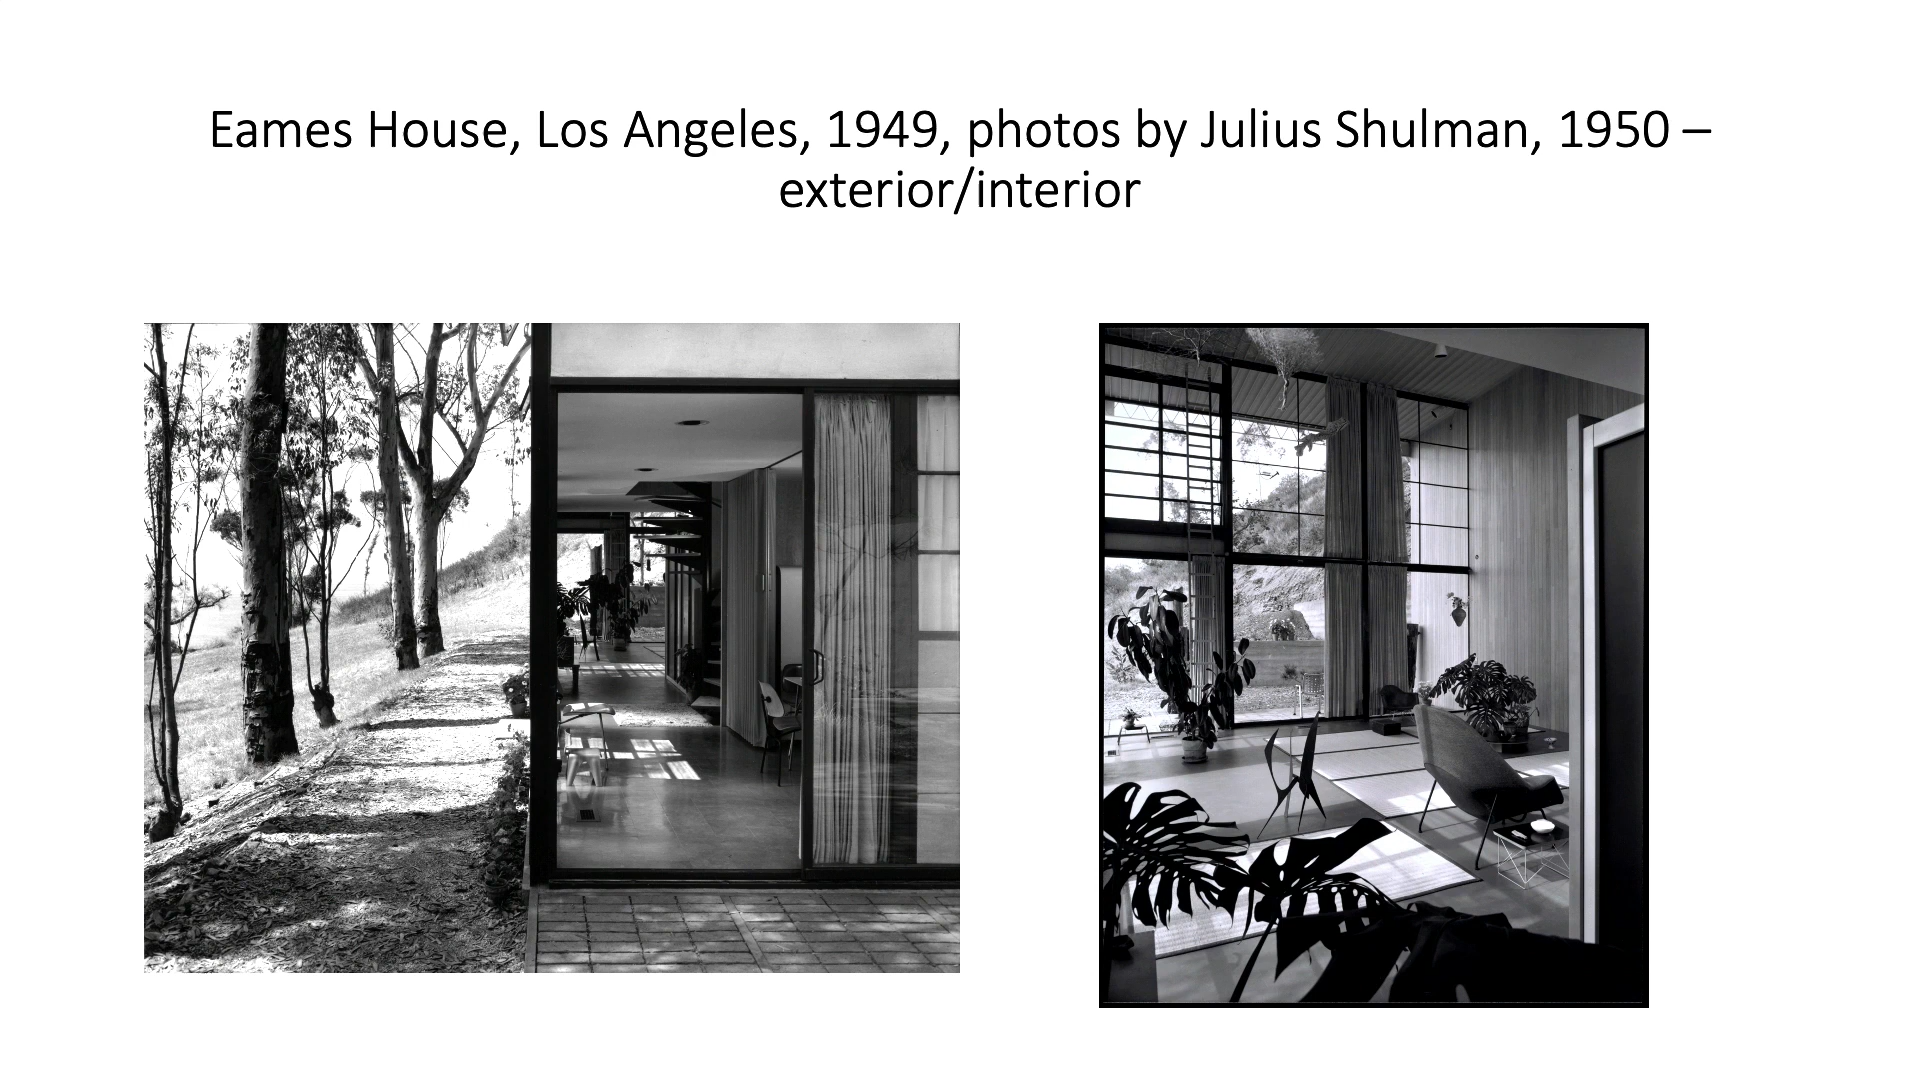 Eames House, Los Angeles, 1949, photos by Julius Shulman, 1950 –
exterior/interior